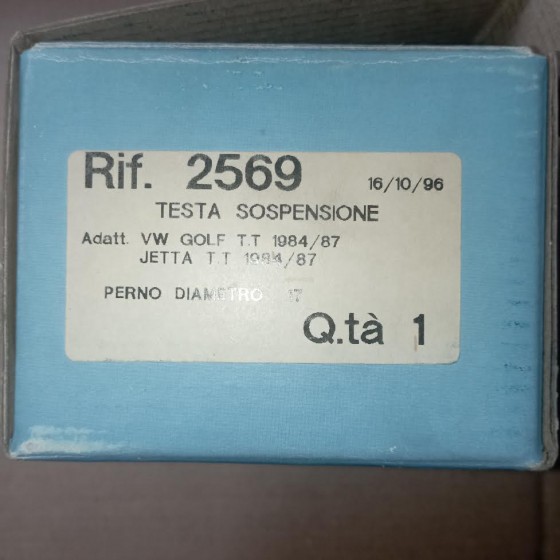 Rif. 2569 16/10/96
TESTA SOSPENSIONE
Adatt. VW GOLF T.T 1984/87
JETTA T.T 1984/87
PERNO DIAMETRO 17
Q.tà 1